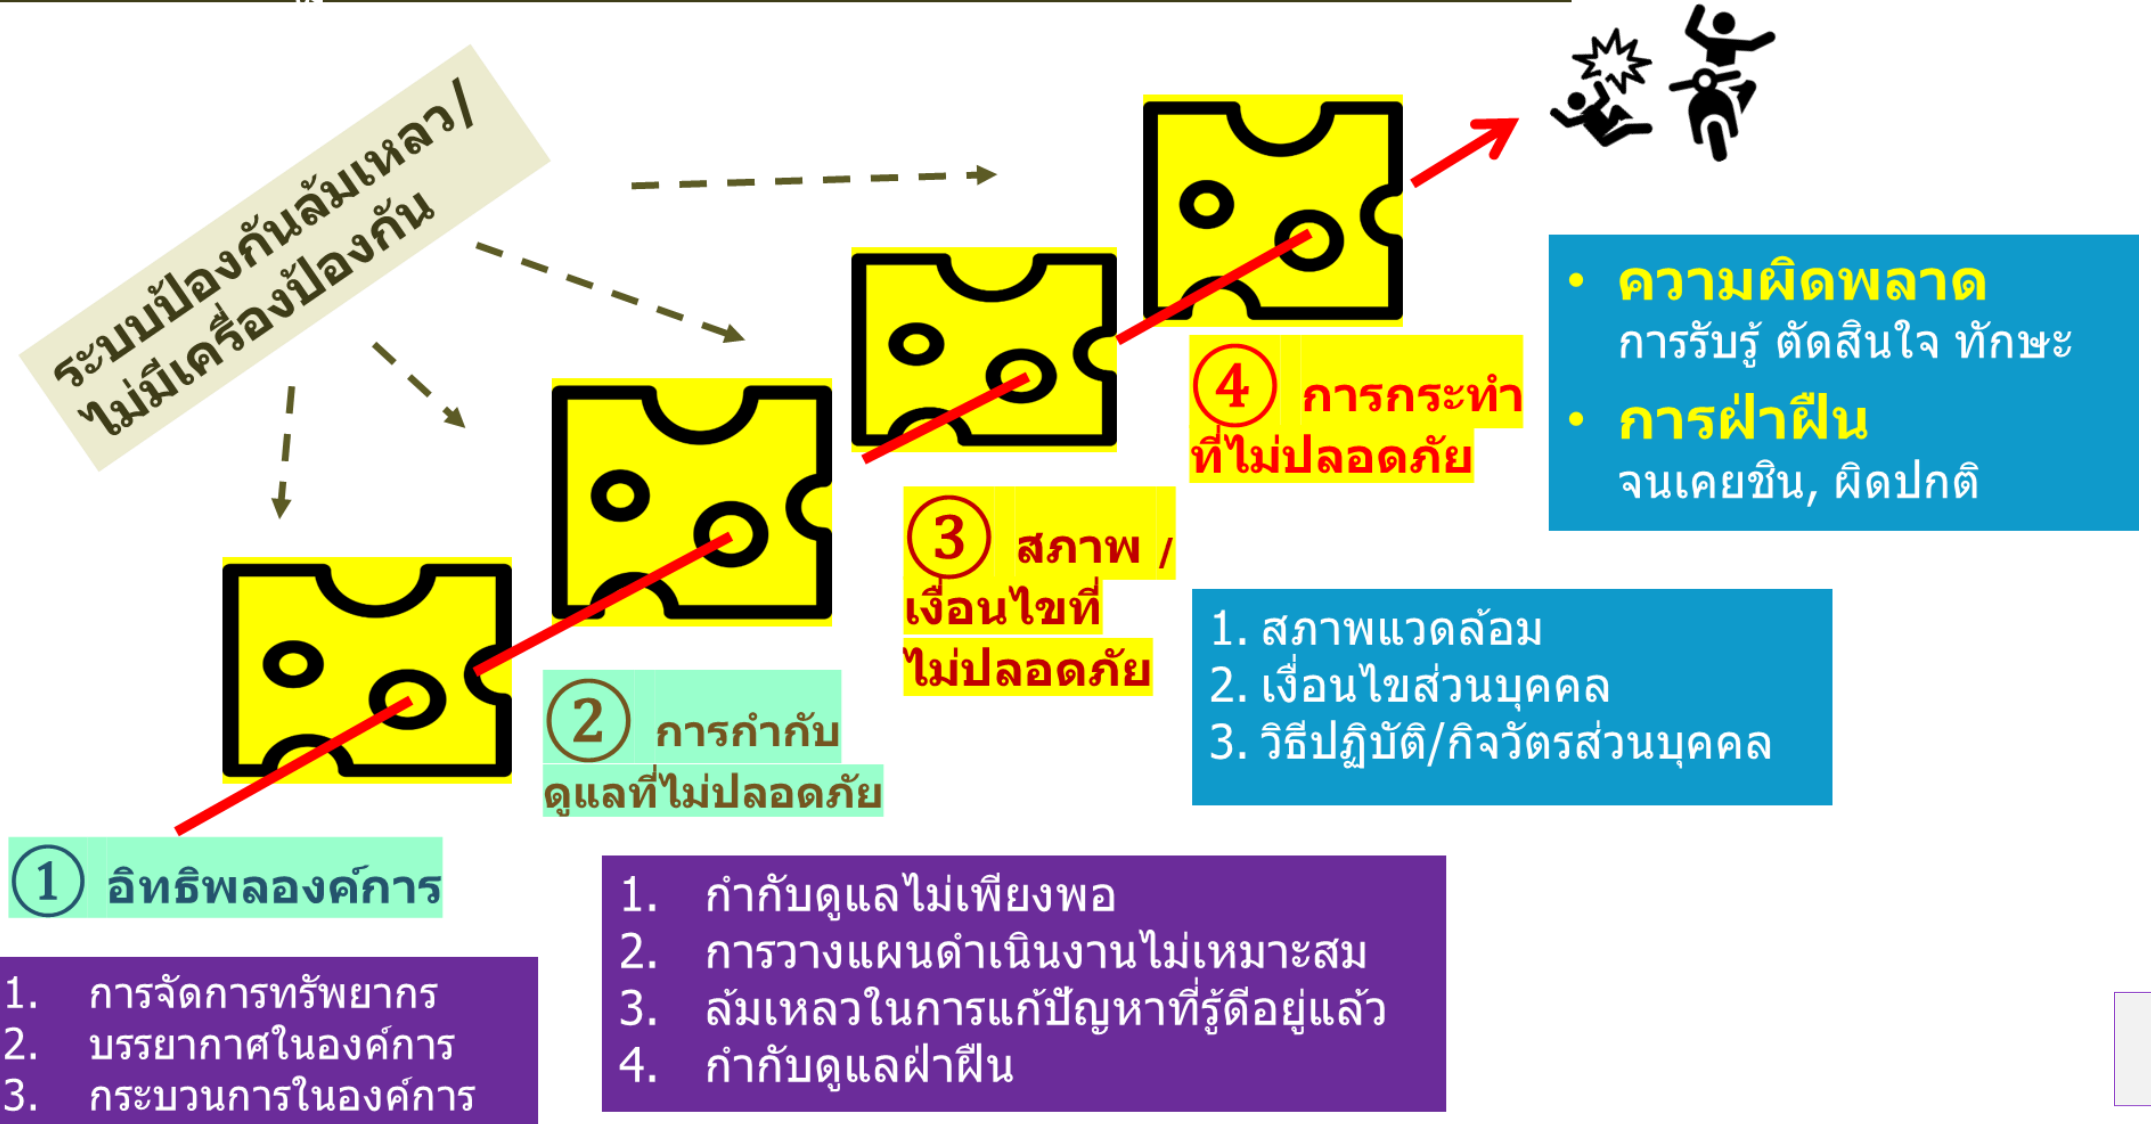 ระบบป้องกันล้มเหลว/
ไม่มีเครื่องป้องกัน
④ การกระทำ
ที่ไม่ปลอดภัย
• ความผิดพลาด
การรับรู้ ตัดสินใจ ทักษะ
• การฝ่าฝืน
จนเคยชิน, ผิดปกติ
③ สภาพ /
เงื่อนไขที่
ไม่ปลอดภัย
1. สภาพแวดล้อม
2. เงื่อนไขส่วนบุคคล
3. วิธีปฏิบัติ/กิจวัตรส่วนบุคคล
② การกำกับ
ดูแลที่ไม่ปลอดภัย
1. กำกับดูแลไม่เพียงพอ
2. การวางแผนดำเนินงานไม่เหมาะสม
3. ล้มเหลวในการแก้ปัญหาที่รู้ดีอยู่แล้ว
4. กำกับดูแลฝ่าฝืน
① อิทธิพลองค์การ
1. การจัดการทรัพยากร
2. บรรยากาศในองค์การ
3. กระบวนการในองค์การ